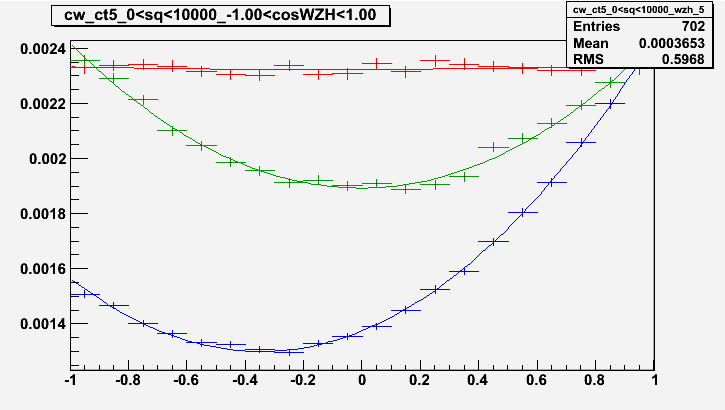 cw_ct5_0<sq<10000_-1.00<cosWZH<1.00
cw_ct5_0<sq<10000_wzh_5
Entries 702
Mean 0.0003653
RMS 0.5968
0.0024
0.0022
0.002
0.0018
0.0016
0.0014
-1 -0.8 -0.6 -0.4 -0.2 0 0.2 0.4 0.6 0.8 1